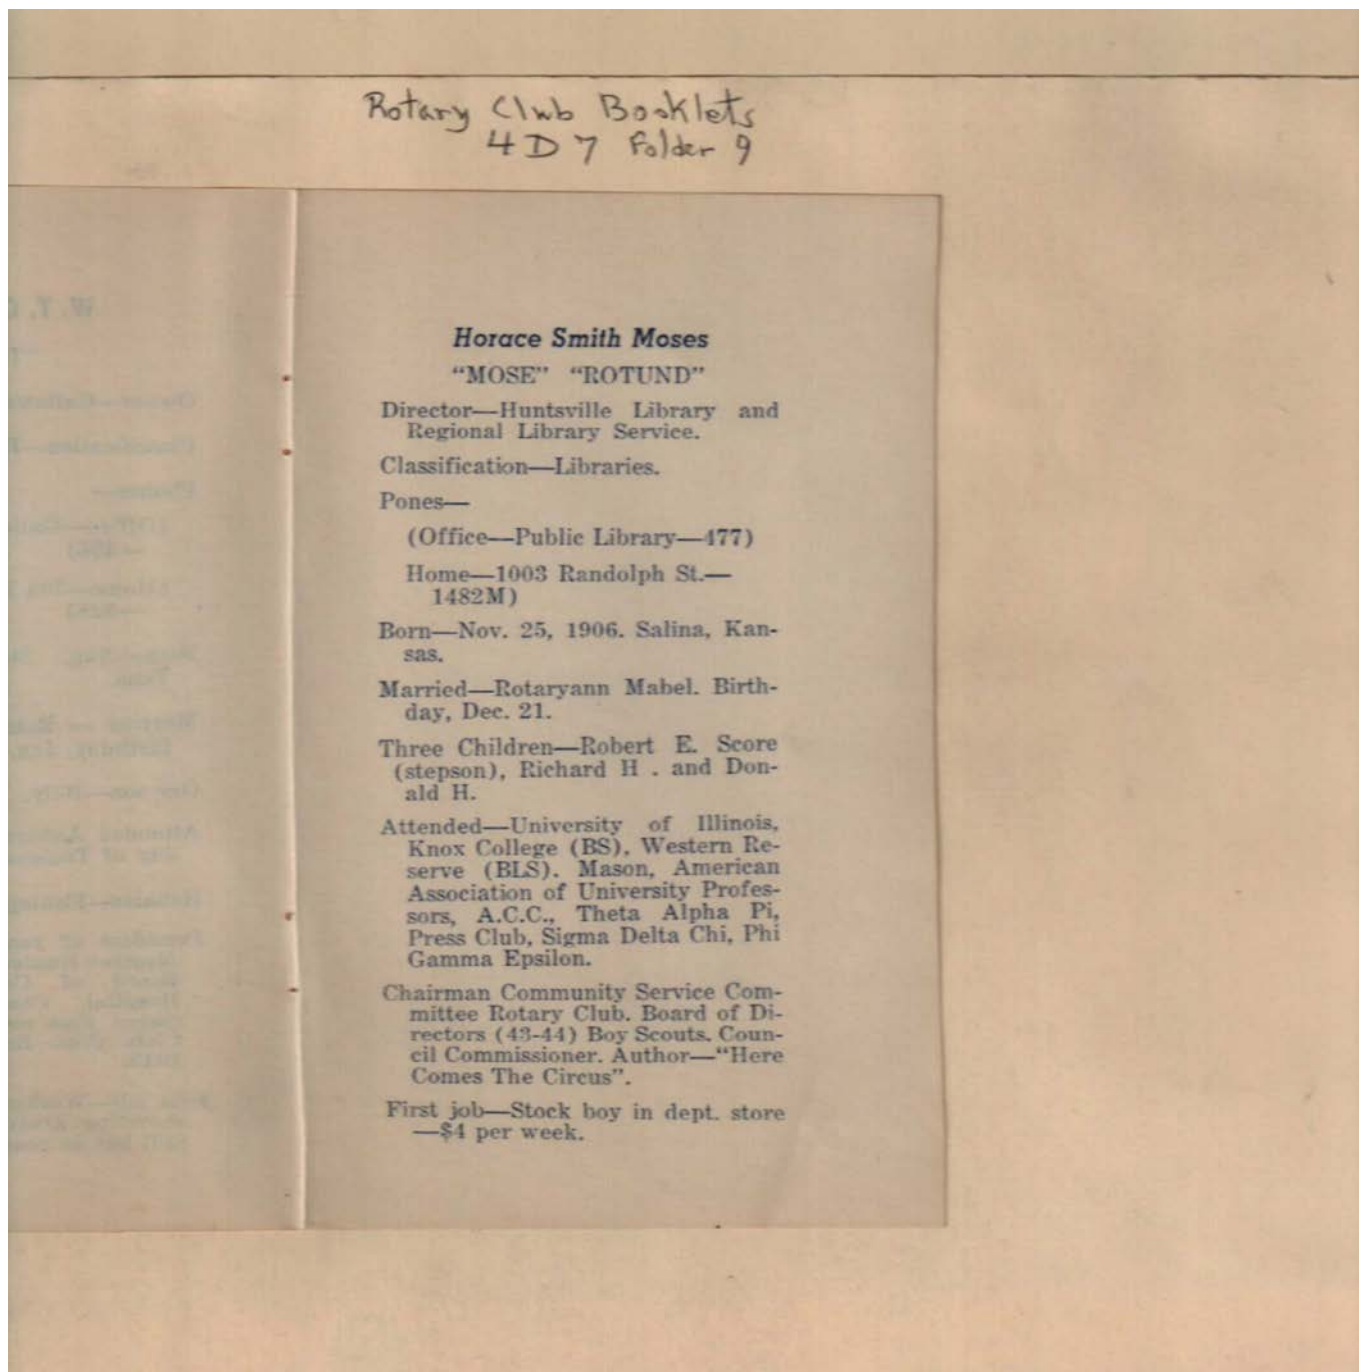 Rotary Club Booklets
4 D 7 Folder 9
Horace Smith Moses
“MOSE” “ROTUND”
Director—Huntsville Library and
Regional Library Service.
Classification—Libraries.
Pones—
(Office—Public Library—477)
Home—1003 Randolph St.—
1482M)
Born—Nov. 25, 1906. Salina, Kan-
sas.
Married—Rotaryann Mabel. Birth-
day, Dec. 21.
Three Children—Robert E. Score
(stepson), Richard H . and Don-
ald H.
Attended—University of Illinois,
Knox College (BS), Western Re-
serve (BLS). Mason, American
Association of University Profes-
sors, A.C.C., Theta Alpha Pi,
Press Club, Sigma Delta Chi, Phi
Gamma Epsilon.
Chairman Community Service Com-
mittee Rotary Club. Board of Di-
rectors (43-44) Boy Scouts. Coun-
cil Commissioner. Author—“Here
Comes The Circus”.
First job—Stock boy in dept. store
—$4 per week.